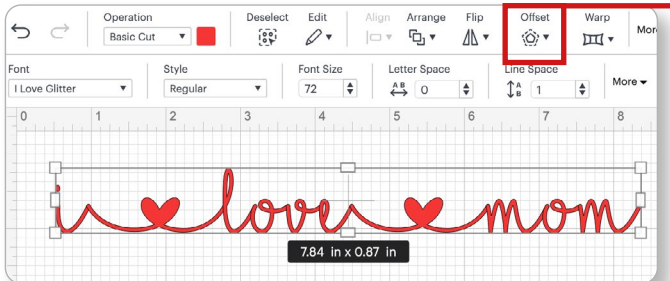 Operation Deselect Edit Align Arrange Flip Offset Warp
Basic Cut
Font Style Font Size Letter Space Line Space
I Love Glitter Regular 72 0 1 More
0 1 2 3 4 5 6 7 8
i love mom
7.84 in x 0.87 in